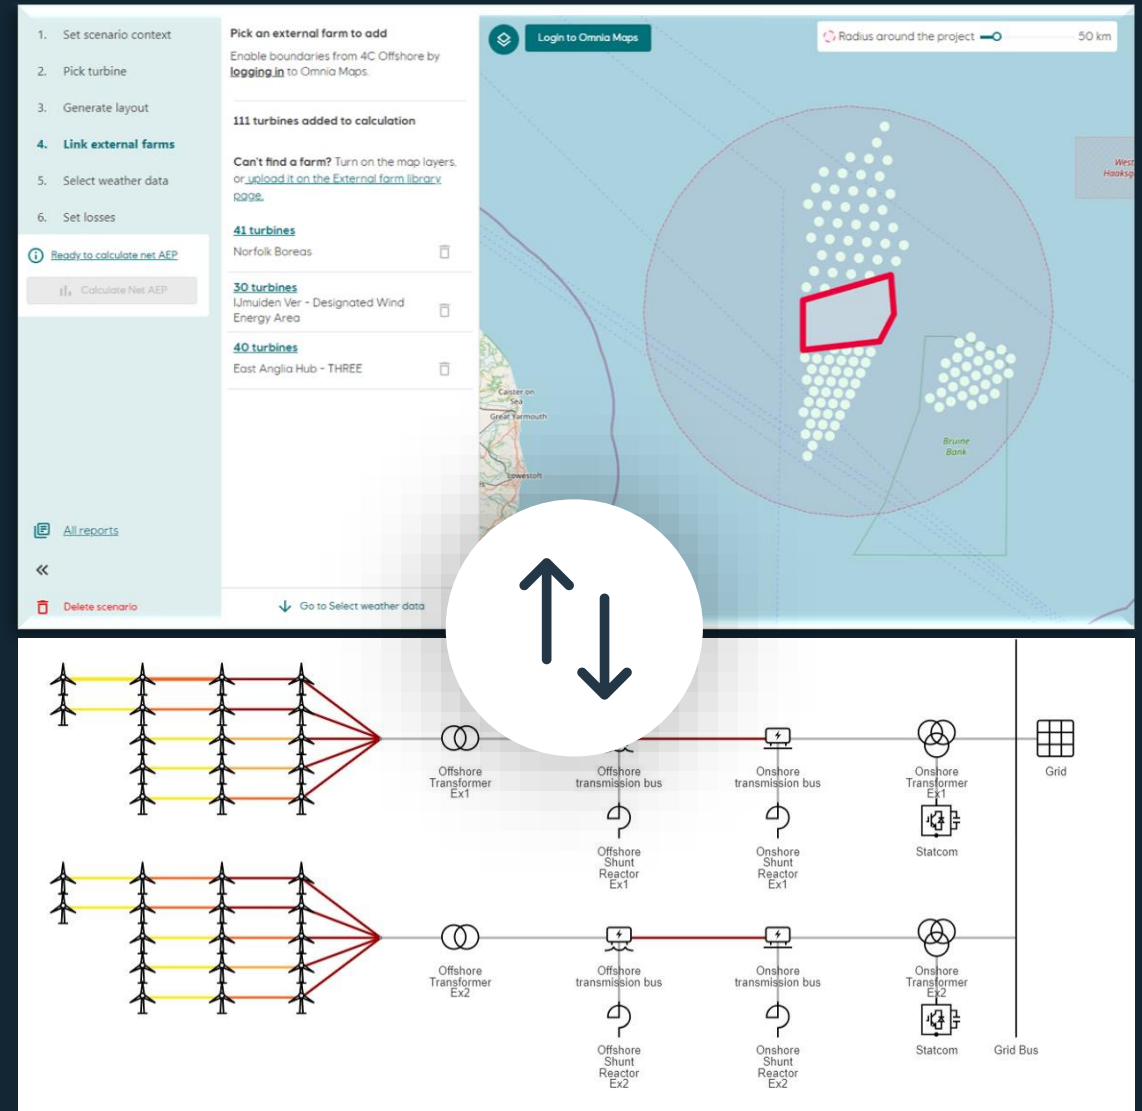 1. Set scenario context
2. Pick turbine
3. Generate layout
4. Link external farms
5. Select weather data
6. Set losses
Ready to calculate net AEP
Calculate Net AEP
All reports
Delete scenario
Pick an external farm to add
Enable boundaries from 4C Offshore by
logging in to Omnia Maps.
111 turbines added to calculation
Can't find a farm? Turn on the map layers,
or upload it on the External farm library
page.
41 turbines
Norfolk Boreas
30 turbines
IJmuiden Ver - Designated Wind
Energy Area
40 turbines
East Anglia Hub - THREE
Go to Select weather data
Login to Omnia Maps
Radius around the project
50 km
West
Caister on
Sea
Great Yarmouth
Lowestoft
Bruine
Bank
Offshore
Transformer
Ex1
Offshore
transmission bus
Onshore
transmission bus
Onshore
Transformer
Ex1
Grid
Offshore
Shunt
Reactor
Ex1
Onshore
Shunt
Reactor
Ex1
Statcom
Offshore
Transformer
Ex2
Offshore
transmission bus
Onshore
transmission bus
Onshore
Transformer
Ex2
Offshore
Shunt
Reactor
Ex2
Onshore
Shunt
Reactor
Ex2
Statcom
Grid Bus